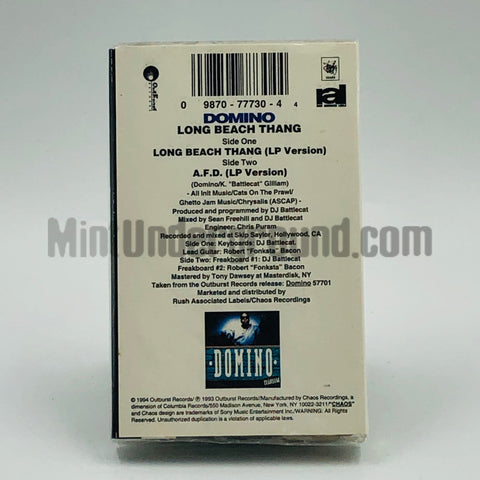 OutBurst
0 9870-77730-4 4
ral
DOMINO
LONG BEACH THANG
Side One
LONG BEACH THANG (LP Version)
Side Two
A.F.D. (LP Version)
(Domino/K. "Battlecat" Gilliam)
- All Init Music/Cats On The Prawl/
Ghetto Jam Music/Chrysalis (ASCAP) -
Produced and programmed by DJ Battlecat
Mixed by Sean Freehill and DJ Battlecat
Engineer: Chris Puram
Recorded and mixed at Skip Saylor, Hollywood, CA
Side One: Keyboards: DJ Battlecat.
Lead Guitar: Robert "Fonksta" Bacon
Side Two: Freakboard #1: DJ Battlecat
Freakboard #2: Robert "Fonksta" Bacon
Mastered by Tony Dawsey at Masterdisk, NY
Taken from the Outburst Records release: Domino 57701
Marketed and distributed by
Rush Associated Labels/Chaos Recordings
MintUnderground.com
·DOMINO·
© 1994 Outburst Records/ ℗ 1993 Outburst Records/Manufactured by Chaos Recordings, a
dimension of Columbia Records/550 Madison Avenue, New York, NY 10022-3211/"CHAOS"
and Chaos design are trademarks of Sony Music Entertainment Inc./WARNING: All Rights
Reserved. Unauthorized duplication is a violation of applicable laws.